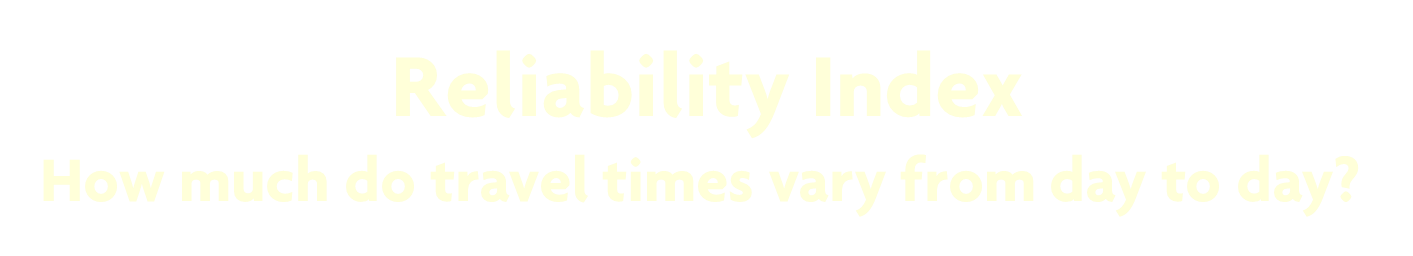 Reliability Index
How much do travel times vary from day to day?